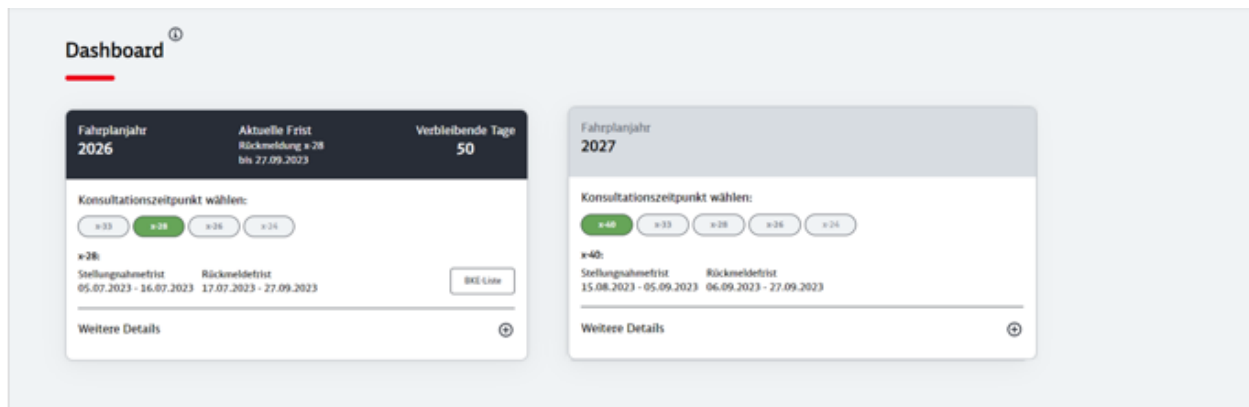 Dashboard
Fahrplanjahr
2026
Aktuelle Frist
Rückmeldung x-28
bis 27.09.2023
Verbleibende Tage
50
Konsultationszeitpunkt wählen:
x-33 x-28 x-26 x-24
x-28:
Stellungnahmefrist Rückmeldefrist
05.07.2023 - 16.07.2023 17.07.2023 - 27.09.2023
BKE-Liste
Weitere Details
Fahrplanjahr
2027
Konsultationszeitpunkt wählen:
x-40 x-33 x-28 x-26 x-24
x-40:
Stellungnahmefrist Rückmeldefrist
15.08.2023 - 05.09.2023 06.09.2023 - 27.09.2023
Weitere Details